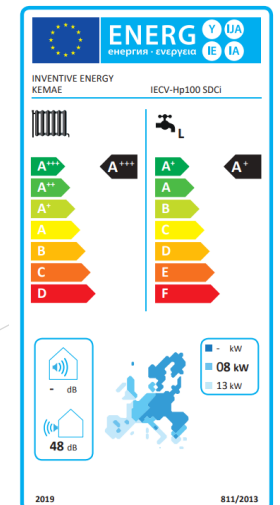 ENERG Y IJA
енергия · ενεργεια IE IA
INVENTIVE ENERGY
KEMAE IECV-Hp100 SDCi
L
A+++ A+++ A+ A+
A++ A
A+ B
A C
B D
C E
D F
- kW
- dB 08 kW
13 kW
48 dB
2019 811/2013